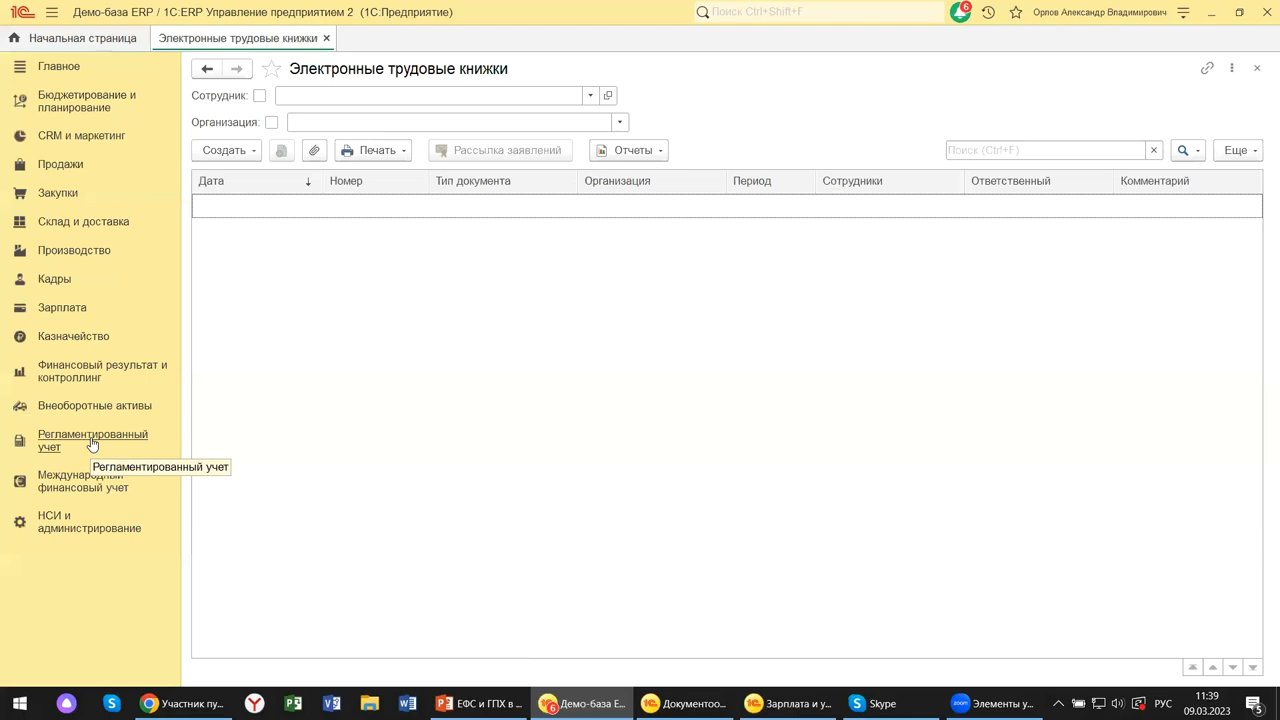 Демо-база ERP / 1С:ERP Управление предприятием 2 (1С:Предприятие)
Поиск Ctrl+Shift+F
6
Орлов Александр Владимирович
Начальная страница
Электронные трудовые книжки
Главное
Бюджетирование и
планирование
CRM и маркетинг
Продажи
Закупки
Склад и доставка
Производство
Кадры
Зарплата
Казначейство
Финансовый результат и
контроллинг
Внеоборотные активы
Регламентированный
учет
Регламентированный учет
Международный
финансовый учет
НСИ и
администрирование
Электронные трудовые книжки
Сотрудник:
Организация:
Создать
Печать
Рассылка заявлений
Отчеты
Поиск (Ctrl+F)
Еще
Дата
Номер
Тип документа
Организация
Период
Сотрудники
Ответственный
Комментарий
Участник пу...
ЕФС и ГПХ в ...
6
Демо-база E...
Документоо...
Зарплата и у...
Skype
Элементы у...
РУС
11:39
09.03.2023
5